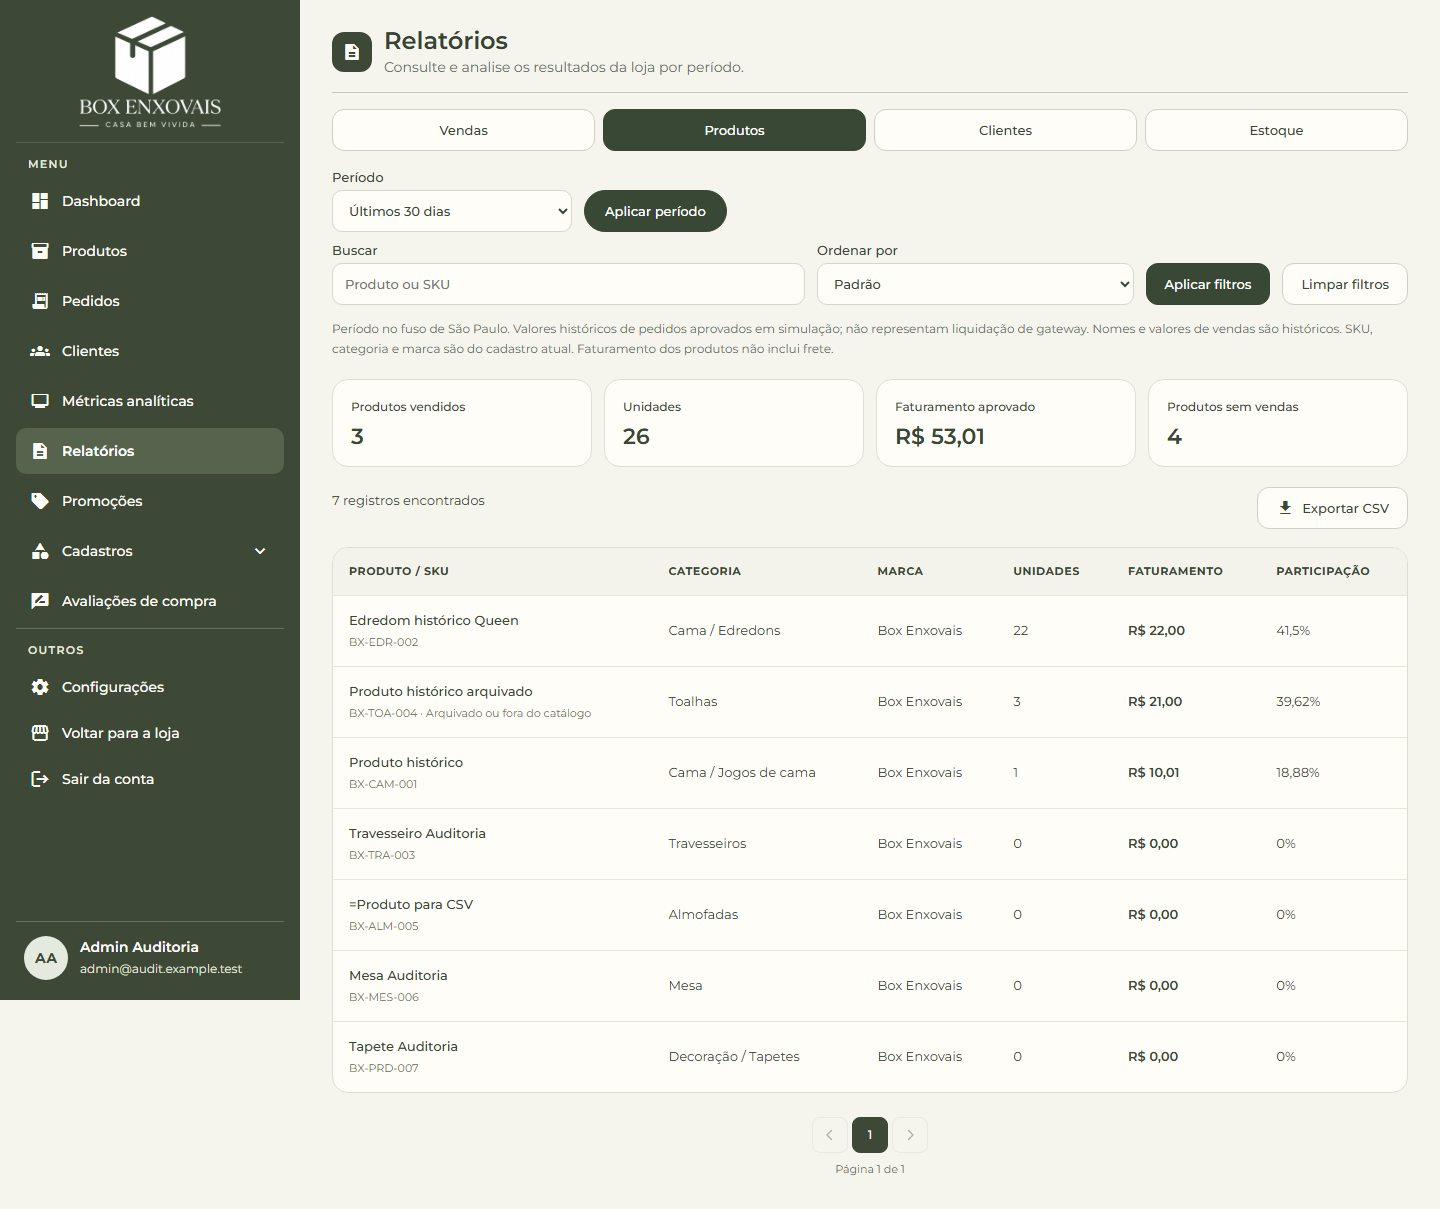 BOX ENXOVAIS
CASA BEM VIVIDA
MENU
Dashboard
Produtos
Pedidos
Clientes
Métricas analíticas
Relatórios
Promoções
Cadastros
Avaliações de compra
OUTROS
Configurações
Voltar para a loja
Sair da conta
AA
Admin Auditoria
admin@audit.example.test
Relatórios
Consulte e analise os resultados da loja por período.
Vendas Produtos Clientes Estoque
Período
Últimos 30 dias Aplicar período
Buscar Ordenar por
Produto ou SKU Padrão Aplicar filtros Limpar filtros
Período no fuso de São Paulo. Valores históricos de pedidos aprovados em simulação; não representam liquidação de gateway. Nomes e valores de vendas são históricos. SKU,
categoria e marca são do cadastro atual. Faturamento dos produtos não inclui frete.
Produtos vendidos Unidades Faturamento aprovado Produtos sem vendas
3 26 R$ 53,01 4
7 registros encontrados Exportar CSV
PRODUTO / SKU CATEGORIA MARCA UNIDADES FATURAMENTO PARTICIPAÇÃO
Edredom histórico Queen
BX-EDR-002 Cama / Edredons Box Enxovais 22 R$ 22,00 41,5%
Produto histórico arquivado
BX-TOA-004 · Arquivado ou fora do catálogo Toalhas Box Enxovais 3 R$ 21,00 39,62%
Produto histórico
BX-CAM-001 Cama / Jogos de cama Box Enxovais 1 R$ 10,01 18,88%
Travesseiro Auditoria
BX-TRA-003 Travesseiros Box Enxovais 0 R$ 0,00 0%
=Produto para CSV
BX-ALM-005 Almofadas Box Enxovais 0 R$ 0,00 0%
Mesa Auditoria
BX-MES-006 Mesa Box Enxovais 0 R$ 0,00 0%
Tapete Auditoria
BX-PRD-007 Decoração / Tapetes Box Enxovais 0 R$ 0,00 0%
1
Página 1 de 1